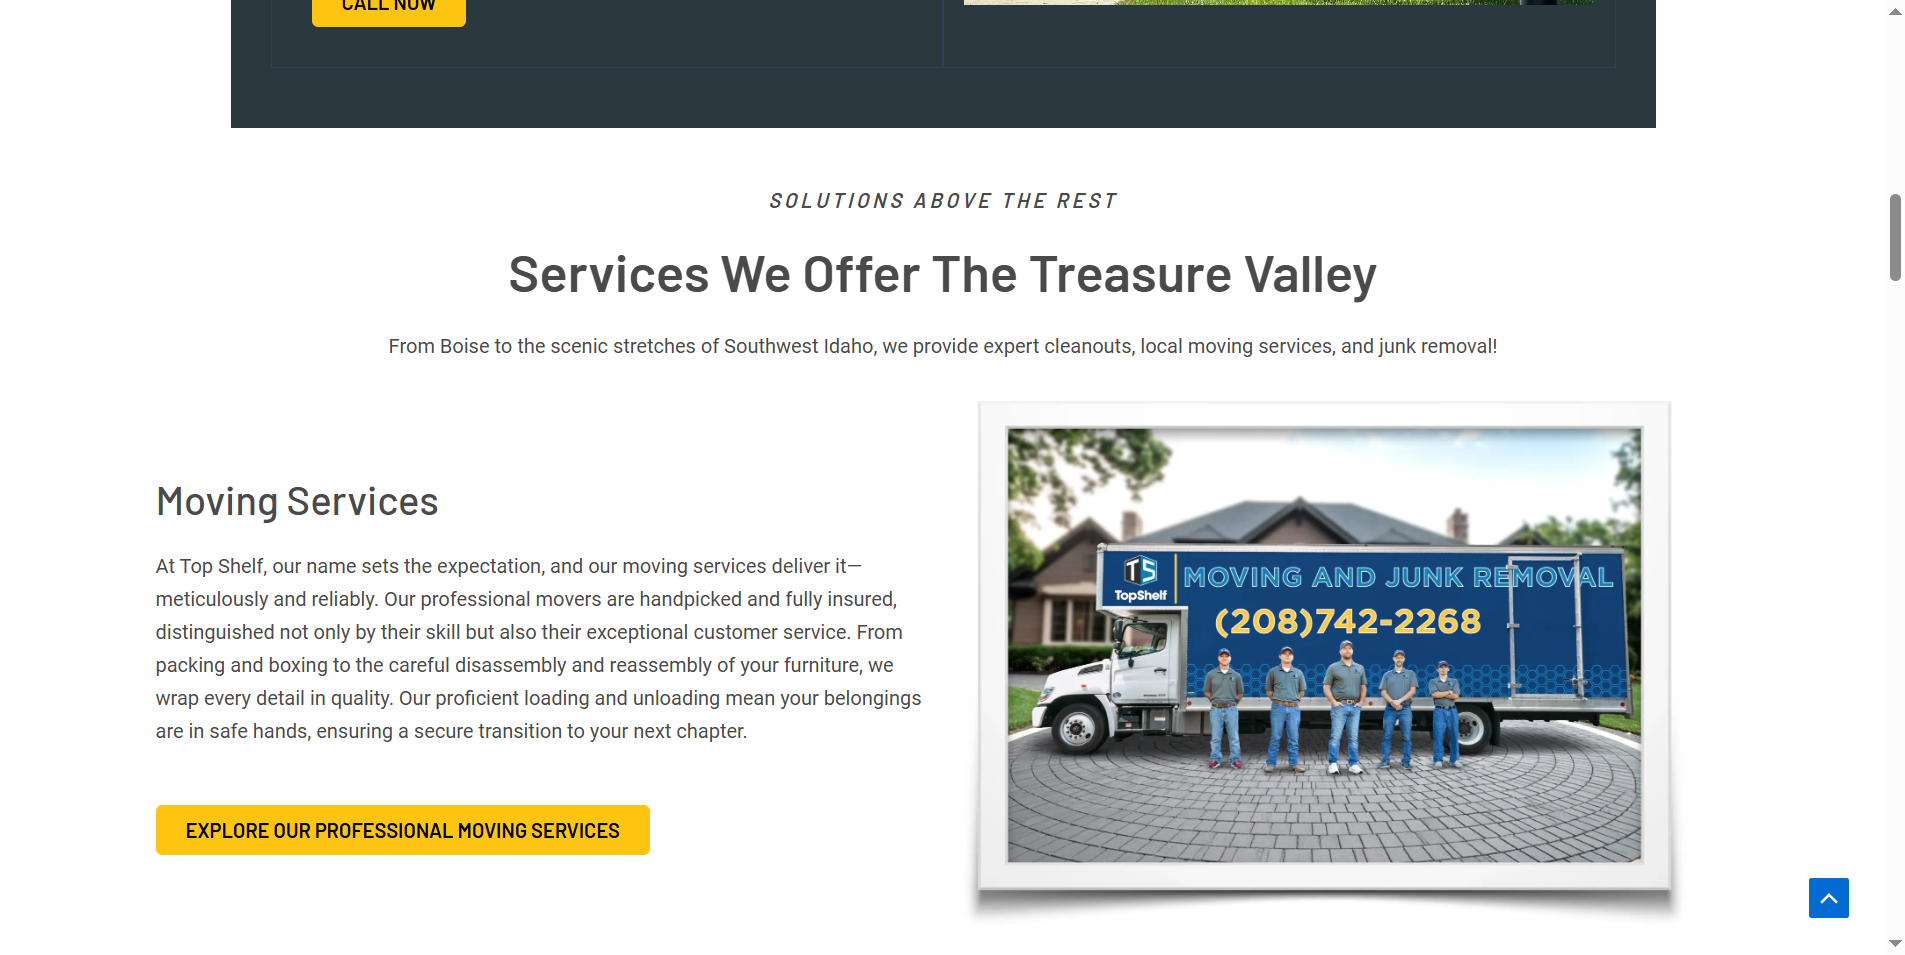 CALL NOW
SOLUTIONS ABOVE THE REST
Services We Offer The Treasure Valley
From Boise to the scenic stretches of Southwest Idaho, we provide expert cleanouts, local moving services, and junk removal!
Moving Services
At Top Shelf, our name sets the expectation, and our moving services deliver it—
meticulously and reliably. Our professional movers are handpicked and fully insured,
distinguished not only by their skill but also their exceptional customer service. From
packing and boxing to the careful disassembly and reassembly of your furniture, we
wrap every detail in quality. Our proficient loading and unloading mean your belongings
are in safe hands, ensuring a secure transition to your next chapter.
EXPLORE OUR PROFESSIONAL MOVING SERVICES
TS
TopShelf
MOVING AND JUNK REMOVAL
(208)742-2268